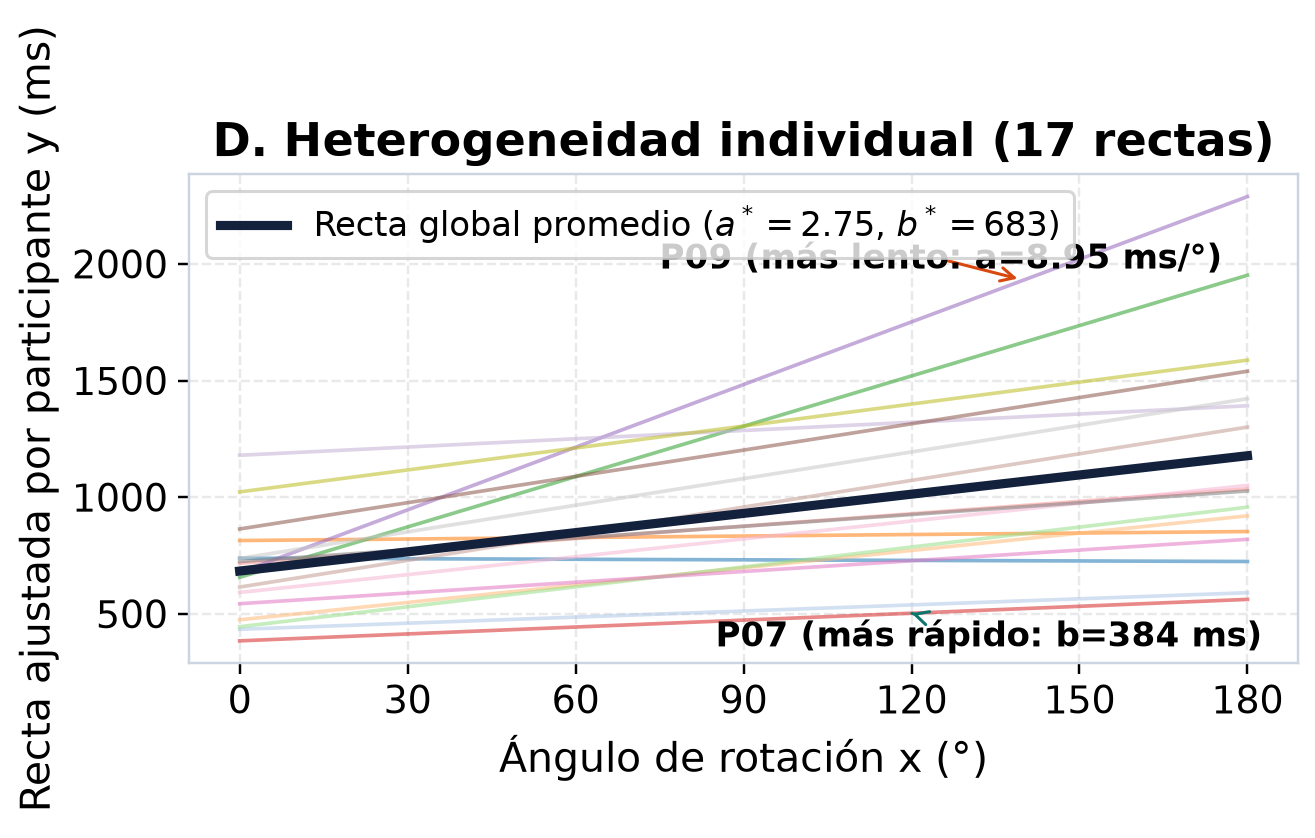 D. Heterogeneidad individual (17 rectas)
Recta global promedio (a* = 2.75, b* = 683)
P09 (más lento: a=8.95 ms/°)
P07 (más rápido: b=384 ms)
Recta ajustada por participante y (ms)
2000
1500
1000
500
0 30 60 90 120 150 180
Ángulo de rotación x (°)